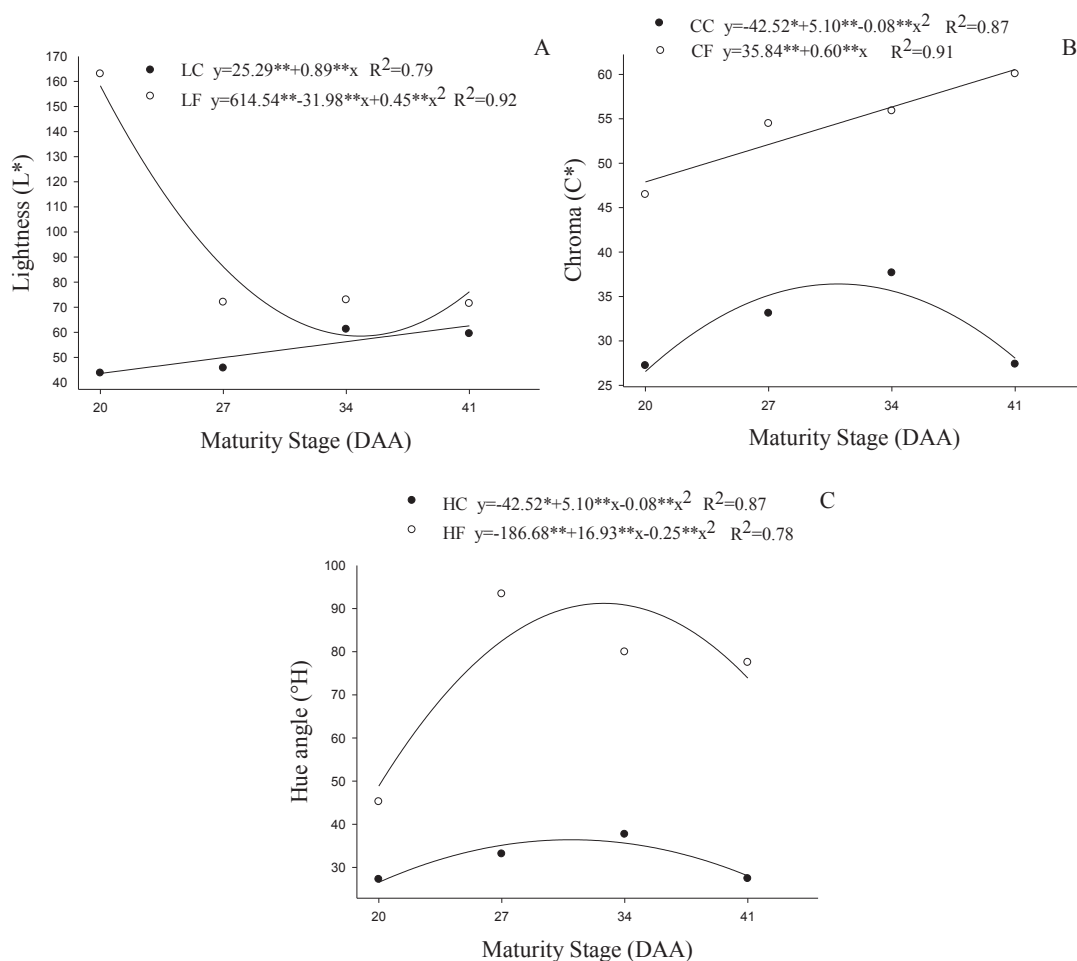 A
LC y=25.29**+0.89**x R²=0.79
LF y=614.54**-31.98**x+0.45**x² R²=0.92
170
160
150
140
130
120
110
100
90
80
70
60
50
40
Lightness (L*)
20 27 34 41
Maturity Stage (DAA)
CC y=-42.52*+5.10**-0.08**x² R²=0.87
CF y=35.84**+0.60**x R²=0.91
B
60
55
50
45
40
35
30
25
Chroma (C*)
20 27 34 41
Maturity Stage (DAA)
HC y=-42.52*+5.10**x-0.08**x² R²=0.87
HF y=-186.68**+16.93**x-0.25**x² R²=0.78
C
100
90
80
70
60
50
40
30
Hue angle (°H)
20 27 34 41
Maturity Stage (DAA)